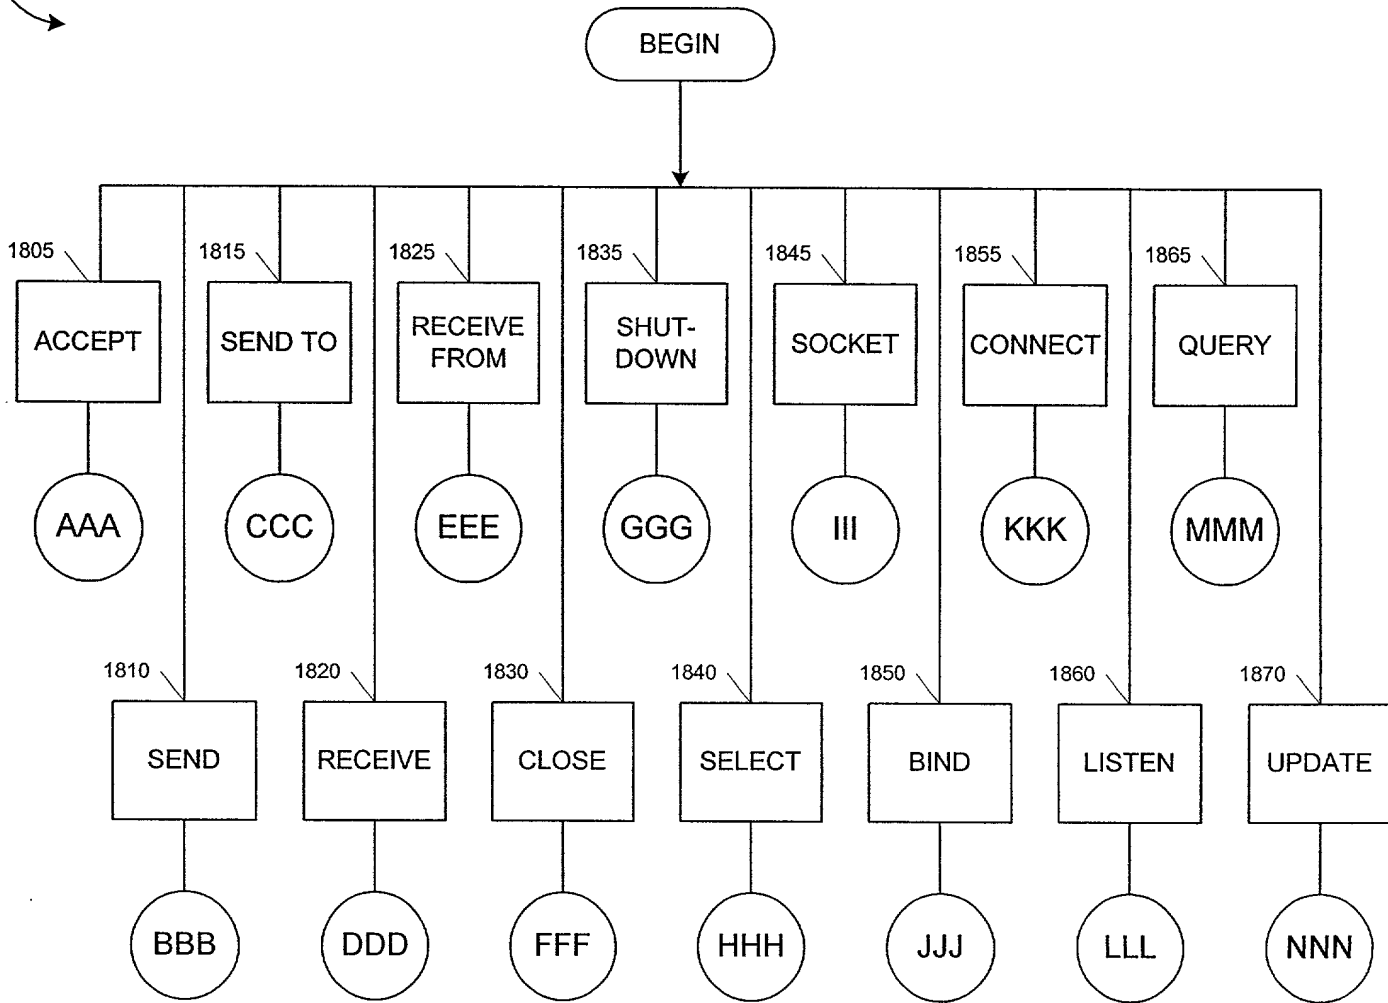 BEGIN
1805
1815
1825
1835
1845
1855
1865
ACCEPT
SEND TO
RECEIVE
FROM
SHUT-
DOWN
SOCKET
CONNECT
QUERY
AAA
CCC
EEE
GGG
III
KKK
MMM
1810
1820
1830
1840
1850
1860
1870
SEND
RECEIVE
CLOSE
SELECT
BIND
LISTEN
UPDATE
BBB
DDD
FFF
HHH
JJJ
LLL
NNN